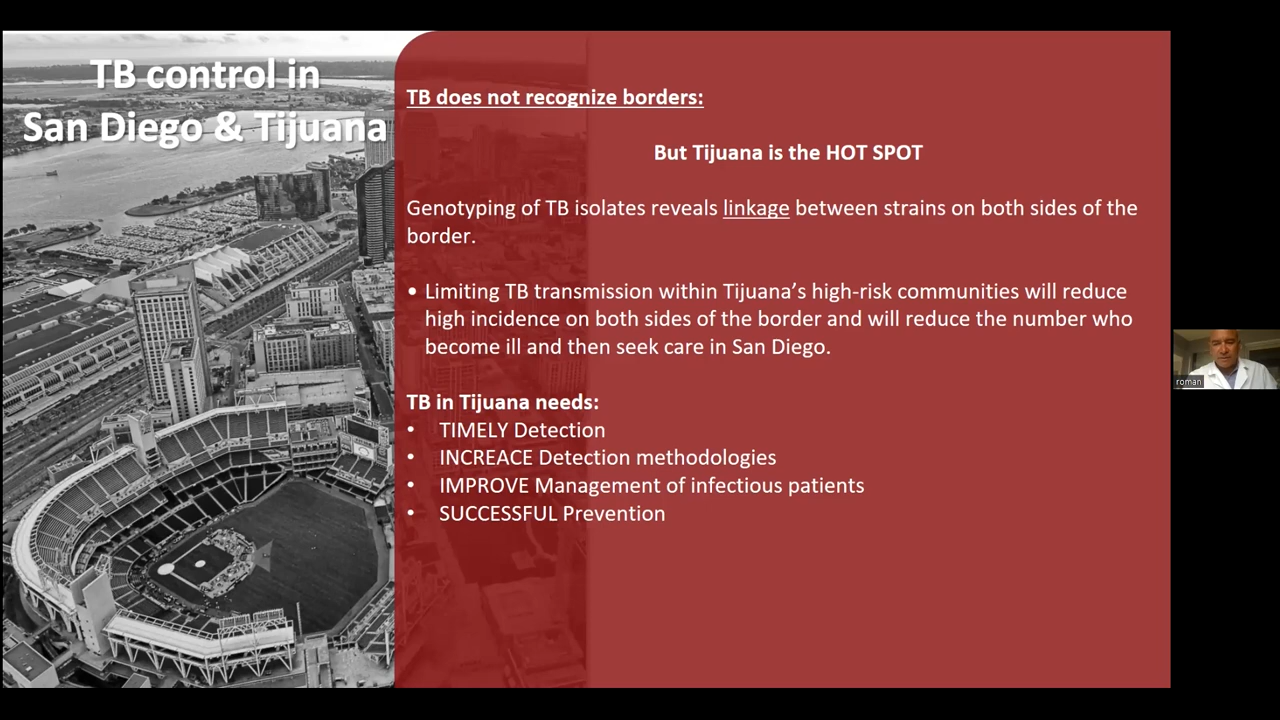 TB control in
San Diego & Tijuana
TB does not recognize borders:
But Tijuana is the HOT SPOT
Genotyping of TB isolates reveals linkage between strains on both sides of the
border.
• Limiting TB transmission within Tijuana’s high-risk communities will reduce
high incidence on both sides of the border and will reduce the number who
become ill and then seek care in San Diego.
TB in Tijuana needs:
• TIMELY Detection
• INCREACE Detection methodologies
• IMPROVE Management of infectious patients
• SUCCESSFUL Prevention
roman